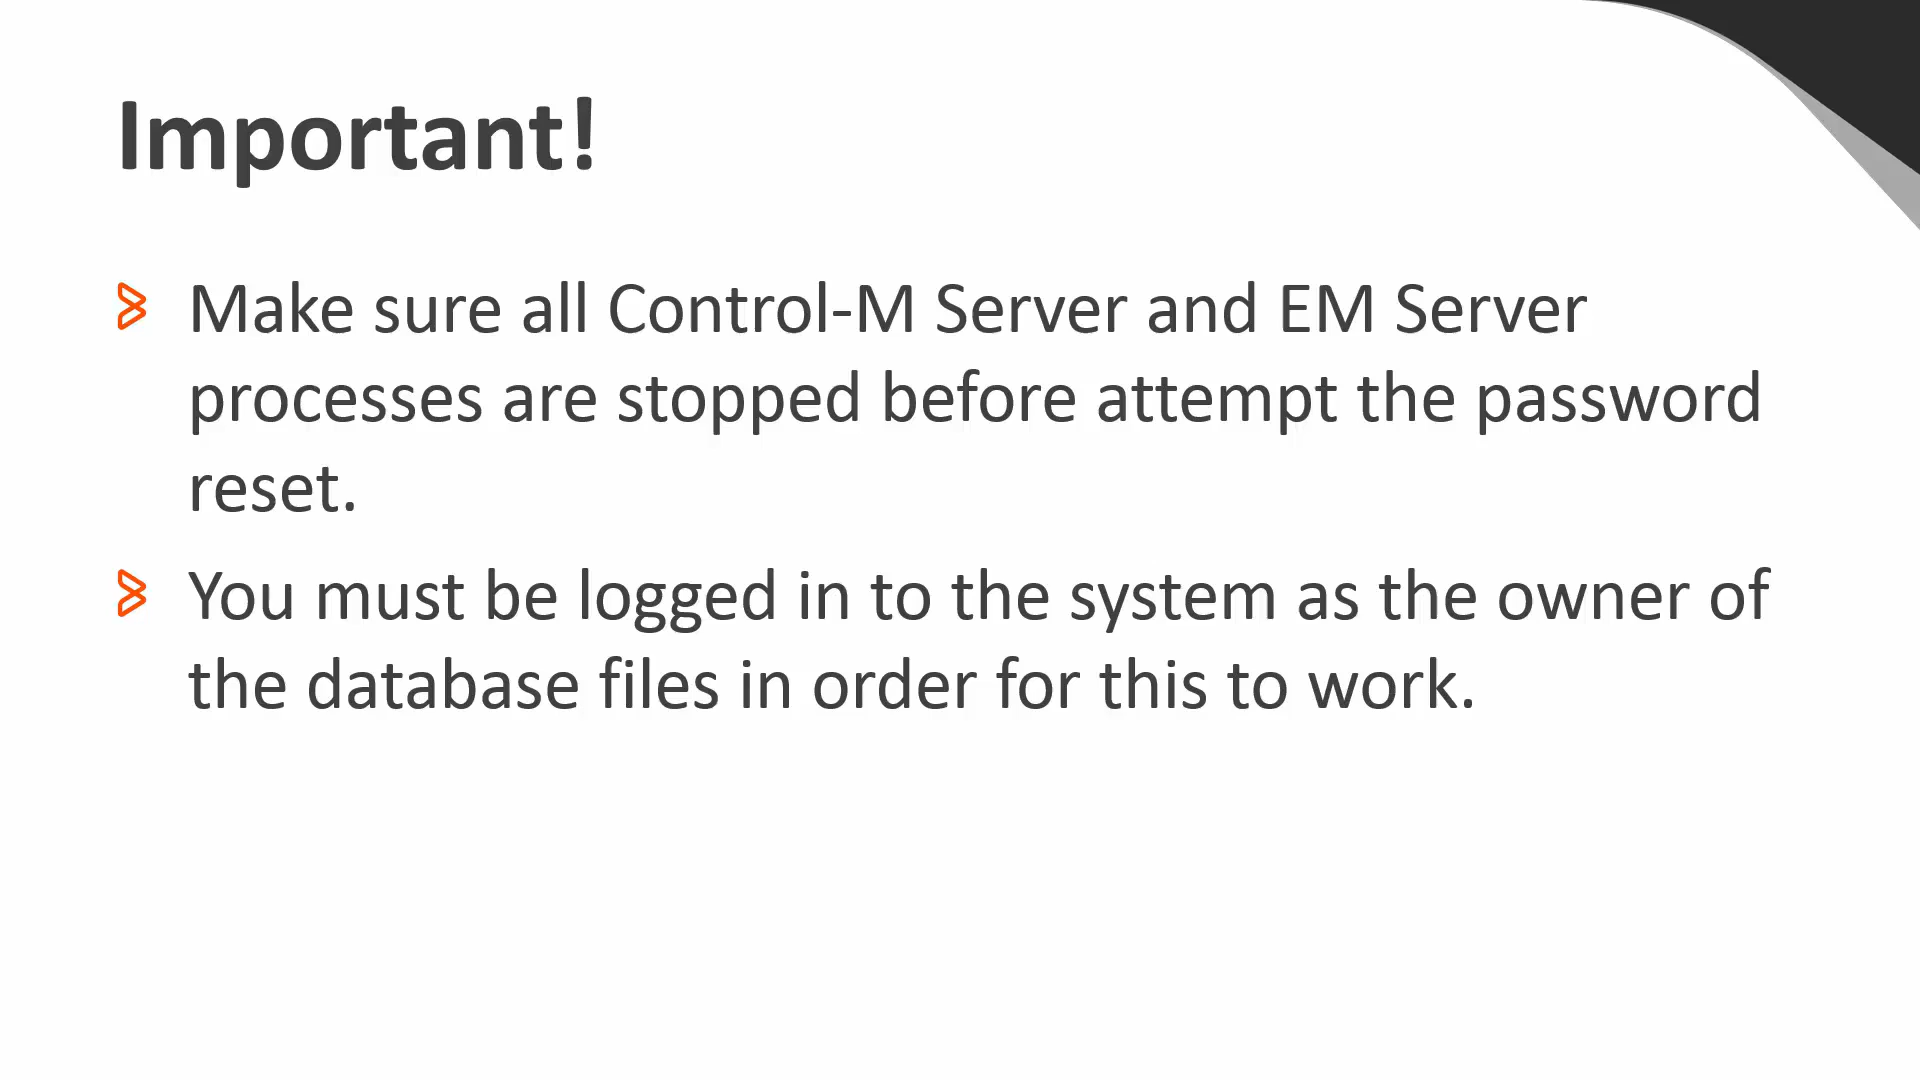 Important!
Make sure all Control-M Server and EM Server
processes are stopped before attempt the password
reset.
You must be logged in to the system as the owner of
the database files in order for this to work.